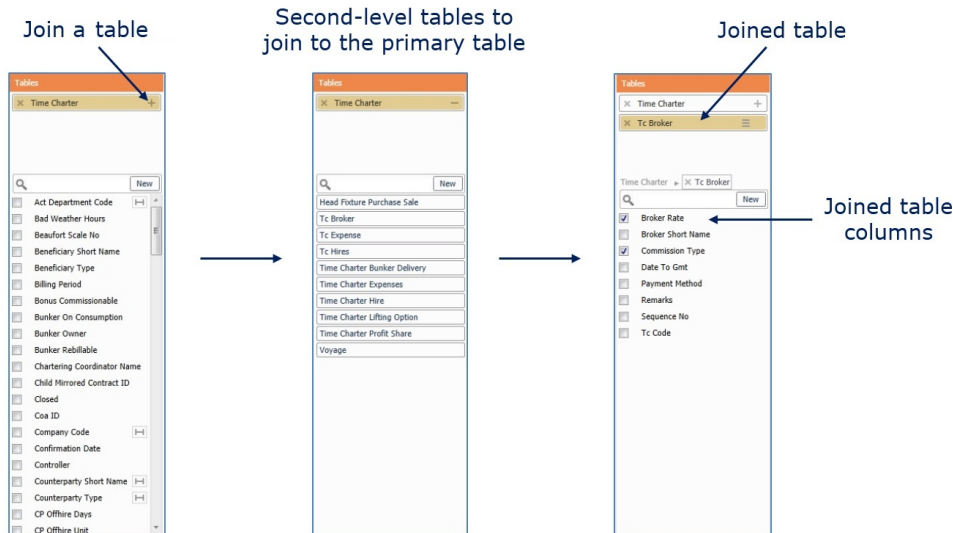 Join a table
Second-level tables to
join to the primary table
Joined table
Tables
Time Charter
New
Act Department Code
Bad Weather Hours
Beaufort Scale No
Beneficiary Short Name
Beneficiary Type
Billing Period
Bonus Commissionable
Bunker On Consumption
Bunker Owner
Bunker Rebillable
Chartering Coordinator Name
Child Mirrored Contract ID
Closed
Coa ID
Company Code
Confirmation Date
Controller
Counterparty Short Name
Counterparty Type
CP Offhire Days
CP Offhire Unit
Tables
Time Charter
New
Head Fixture Purchase Sale
Tc Broker
Tc Expense
Tc Hires
Time Charter Bunker Delivery
Time Charter Expenses
Time Charter Hire
Time Charter Lifting Option
Time Charter Profit Share
Voyage
Tables
Time Charter
Tc Broker
Time Charter Tc Broker
New
Broker Rate
Broker Short Name
Commission Type
Date To Gmt
Payment Method
Remarks
Sequence No
Tc Code
Joined table
columns